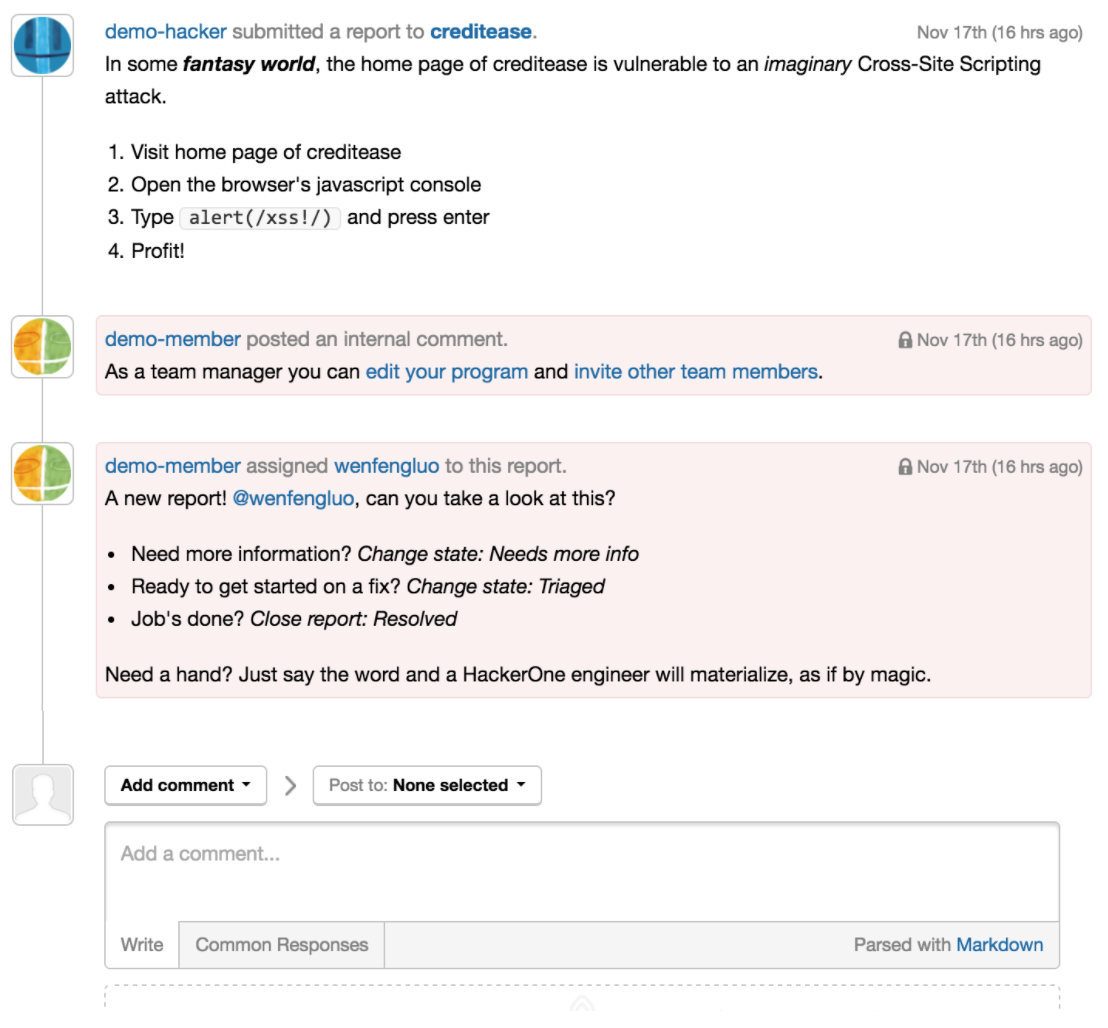 demo-hacker submitted a report to creditease.
Nov 17th (16 hrs ago)
In some fantasy world, the home page of creditease is vulnerable to an imaginary Cross-Site Scripting
attack.
1. Visit home page of creditease
2. Open the browser's javascript console
3. Type alert(/xss!/) and press enter
4. Profit!
demo-member posted an internal comment.
Nov 17th (16 hrs ago)
As a team manager you can edit your program and invite other team members.
demo-member assigned wenfengluo to this report.
Nov 17th (16 hrs ago)
A new report! @wenfengluo, can you take a look at this?
• Need more information? Change state: Needs more info
• Ready to get started on a fix? Change state: Triaged
• Job's done? Close report: Resolved
Need a hand? Just say the word and a HackerOne engineer will materialize, as if by magic.
Add comment
Post to: None selected
Add a comment...
Write
Common Responses
Parsed with Markdown